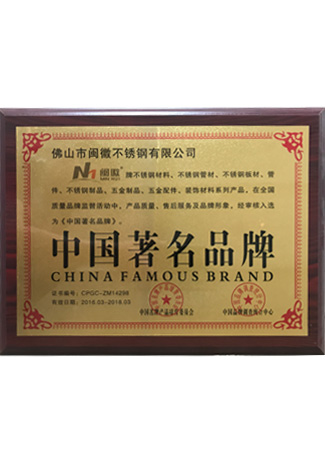 佛山市闽徽不锈钢有限公司
闽徽 牌不锈钢材料、不锈钢管材、不锈钢板材、管
件、不锈钢制品、五金制品、五金配件、装饰材料系列产品，在全国
质量品牌监督活动中，产品质量、售后服务及品牌形象，经审核入选
为《中国著名品牌》。
中国著名品牌
CHINA FAMOUS BRAND
证书编号：CPGC-ZM14298
有效日期：2016.03-2018.03